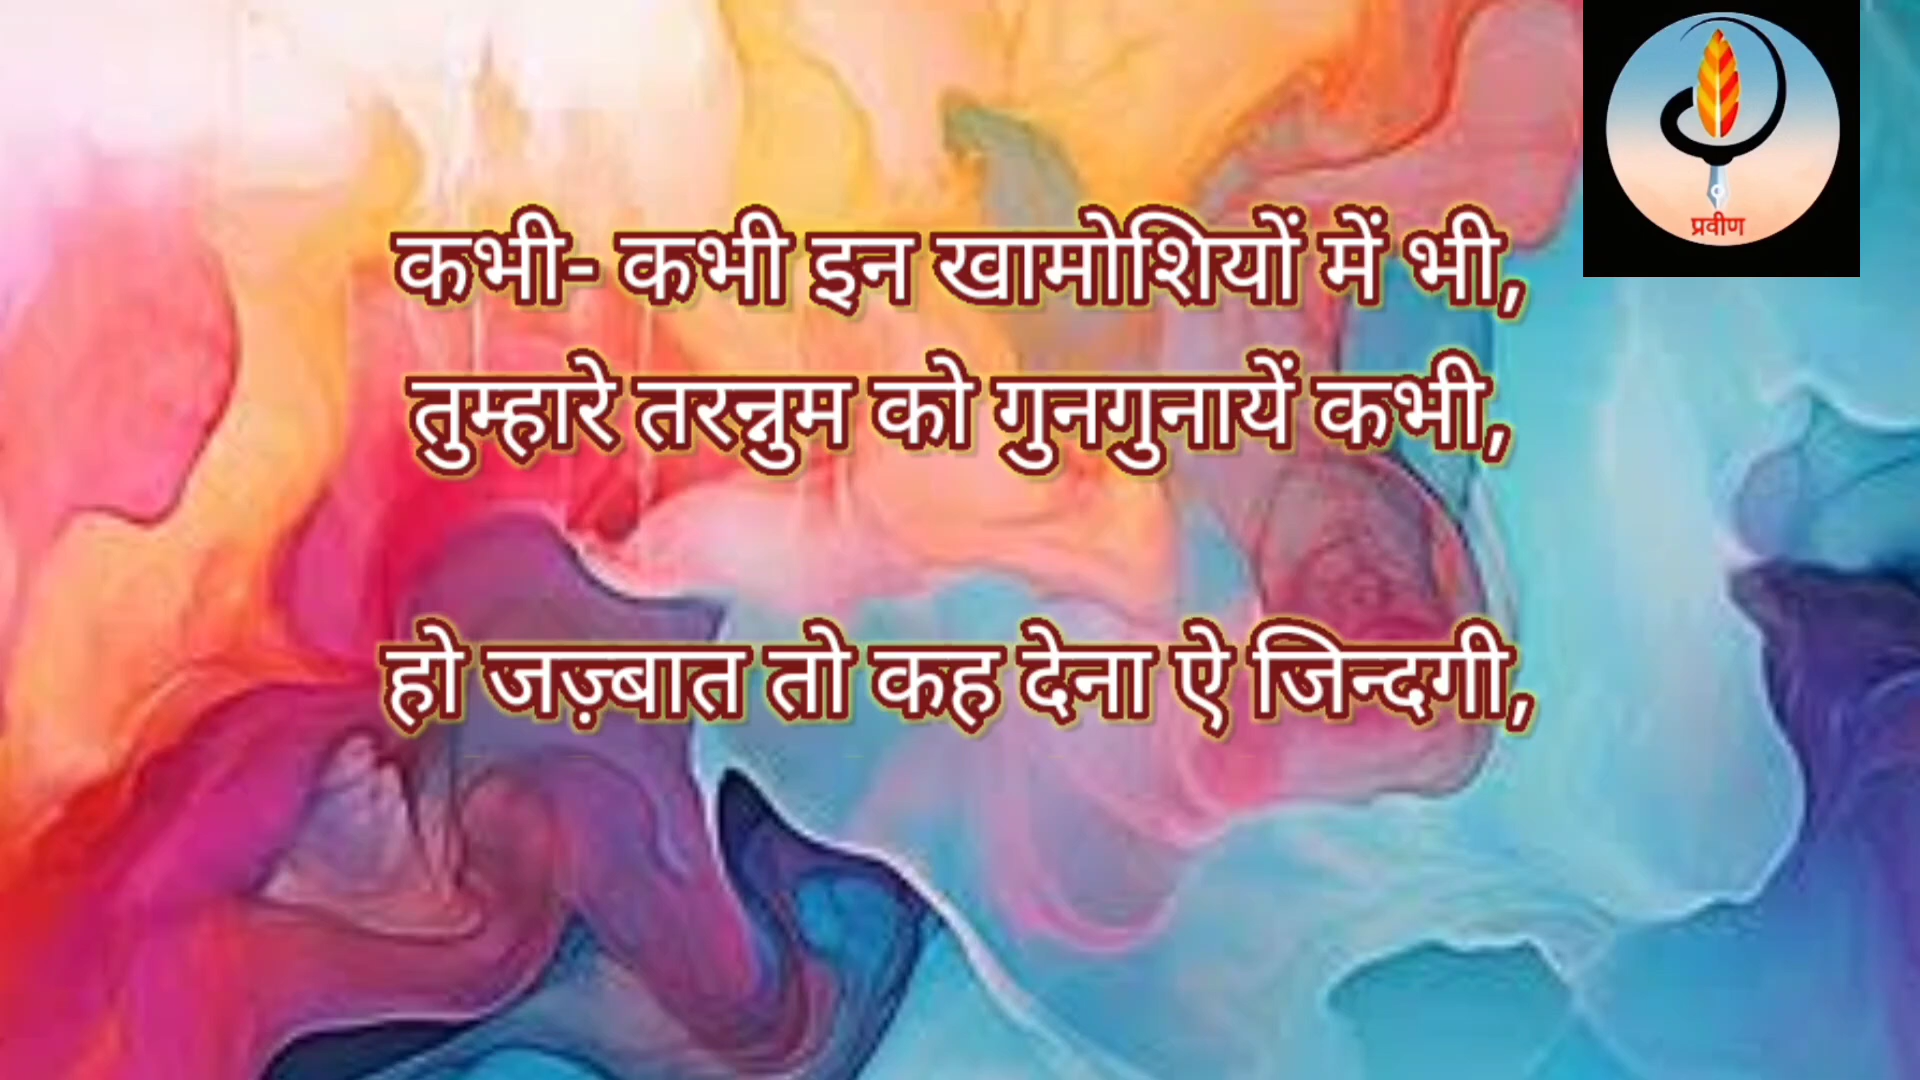 प्रवीण
कभी- कभी इन खामोशियों में भी,
तुम्हारे तरन्नुम को गुनगुनायें कभी,
हो जज़्बात तो कह देना ऐ जिन्दगी,